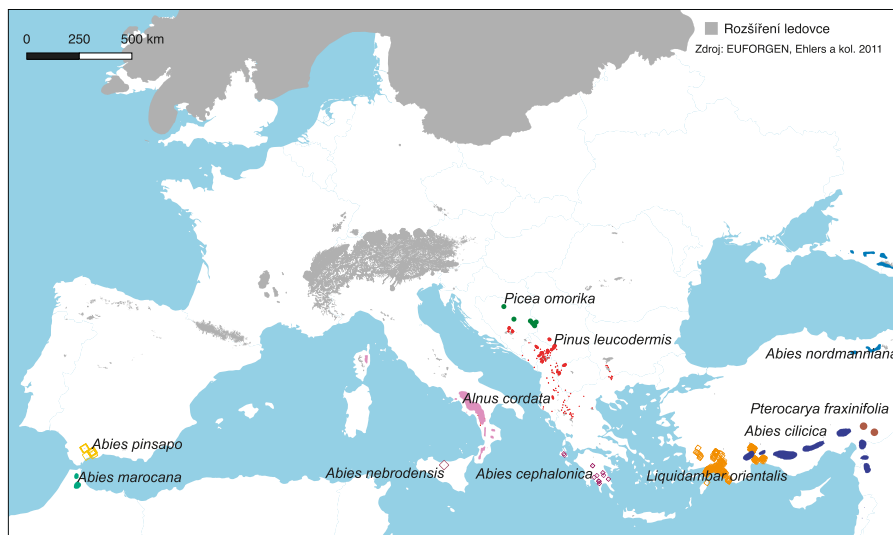 0 250 500 km
Rozšíření ledovce
Zdroj: EUFORGEN, Ehlers a kol. 2011
Picea omorika
Pinus leucodermis
Abies nordmanniana
Alnus cordata
Pterocarya fraxinifolia
Abies cilicica
Abies pinsapo
Abies marocana
Abies nebrodensis
Abies cephalonica
Liquidambar orientalis